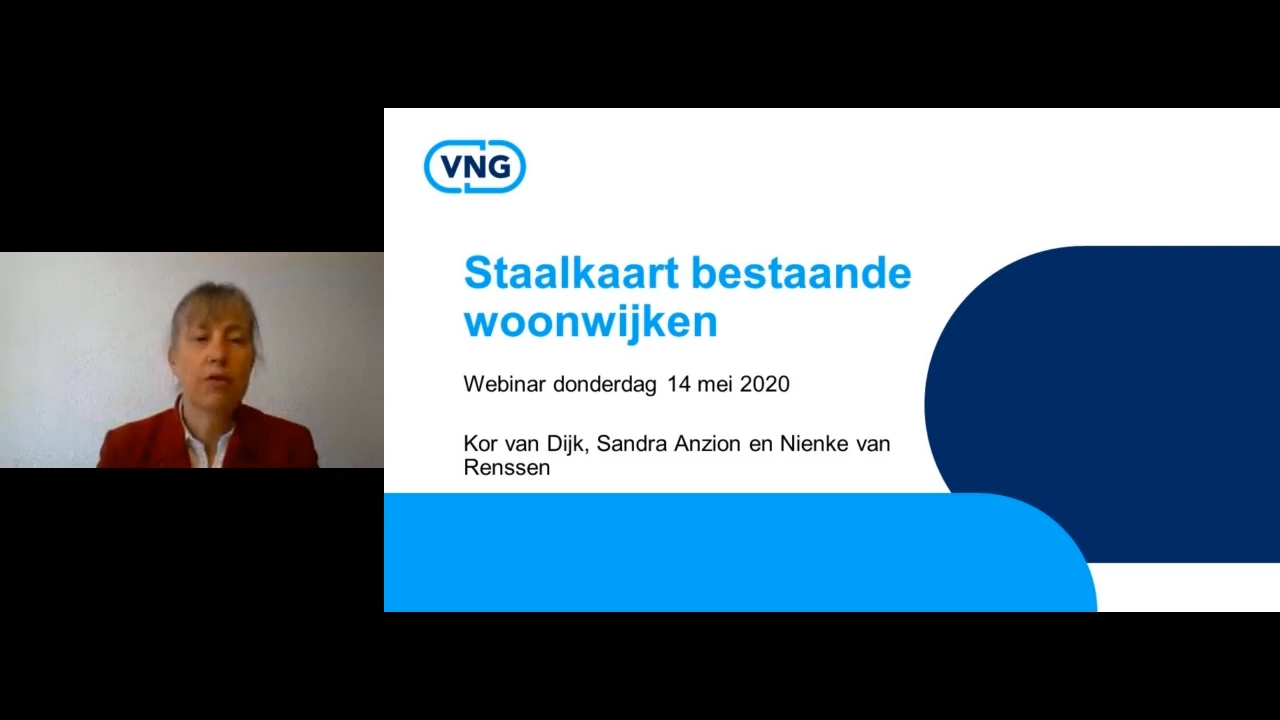 VNG
Staalkaart bestaande
woonwijken
Webinar donderdag 14 mei 2020
Kor van Dijk, Sandra Anzion en Nienke van
Renssen